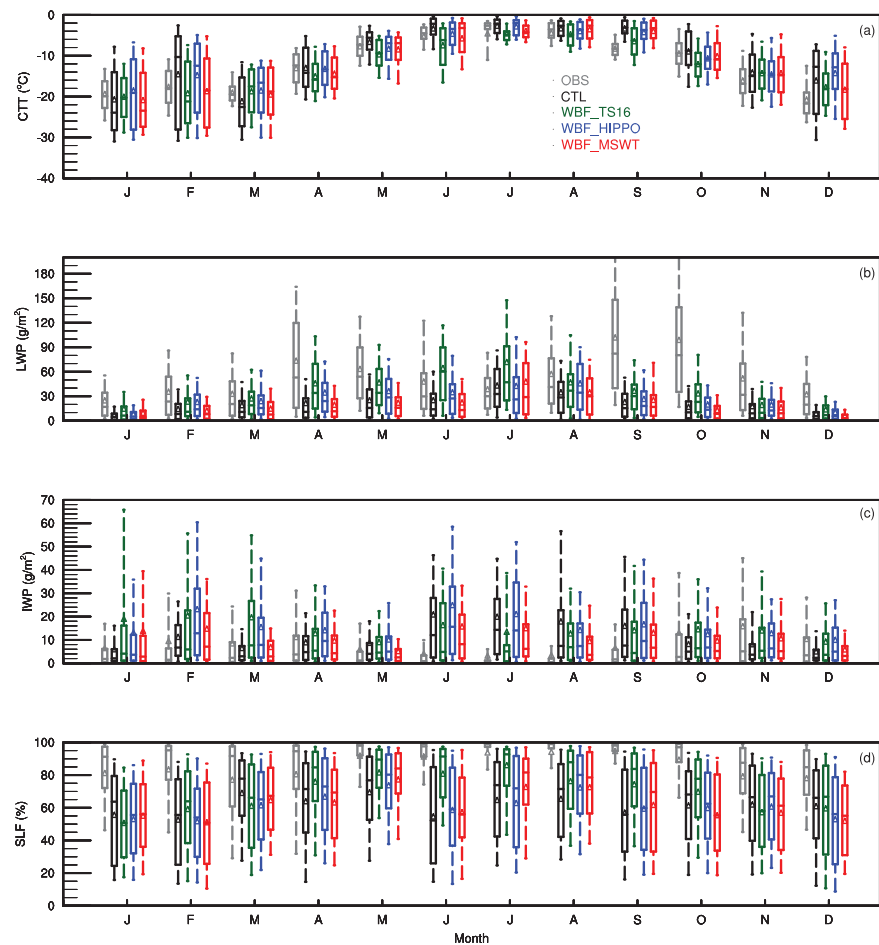 0
-10
-20
-30
-40
CTT (°C)
(a)
OBS
CTL
WBF_TS16
WBF_HIPPO
WBF_MSWT
J F M A M J J A S O N D
180
150
120
90
60
30
0
LWP (g/m²)
(b)
J F M A M J J A S O N D
70
60
50
40
30
20
10
0
IWP (g/m²)
(c)
J F M A M J J A S O N D
100
80
60
40
20
0
SLF (%)
(d)
J F M A M J J A S O N D
Month